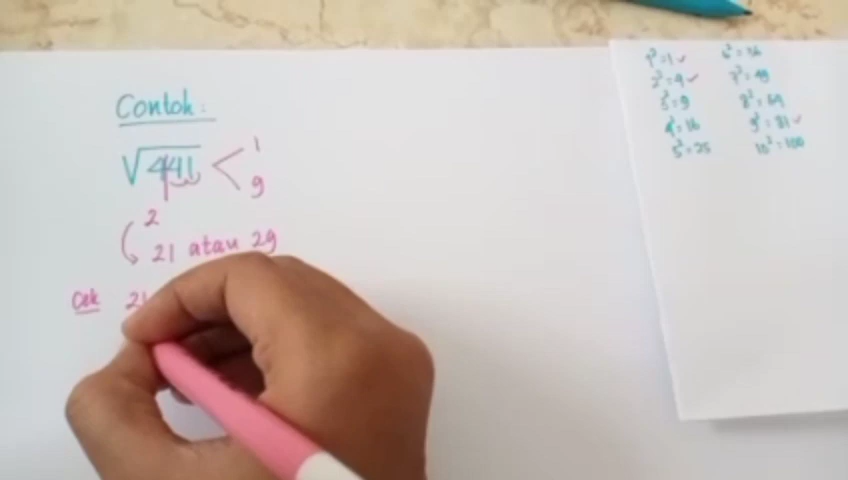 Contoh :
√441 < 1
9
2
21 atau 29
Cek 21
1²=1 ✓ 6²=36
2²=4 ✓ 7²=49
3²=9 8²=64
4²=16 9²=81 ✓
5²=25 10²=100